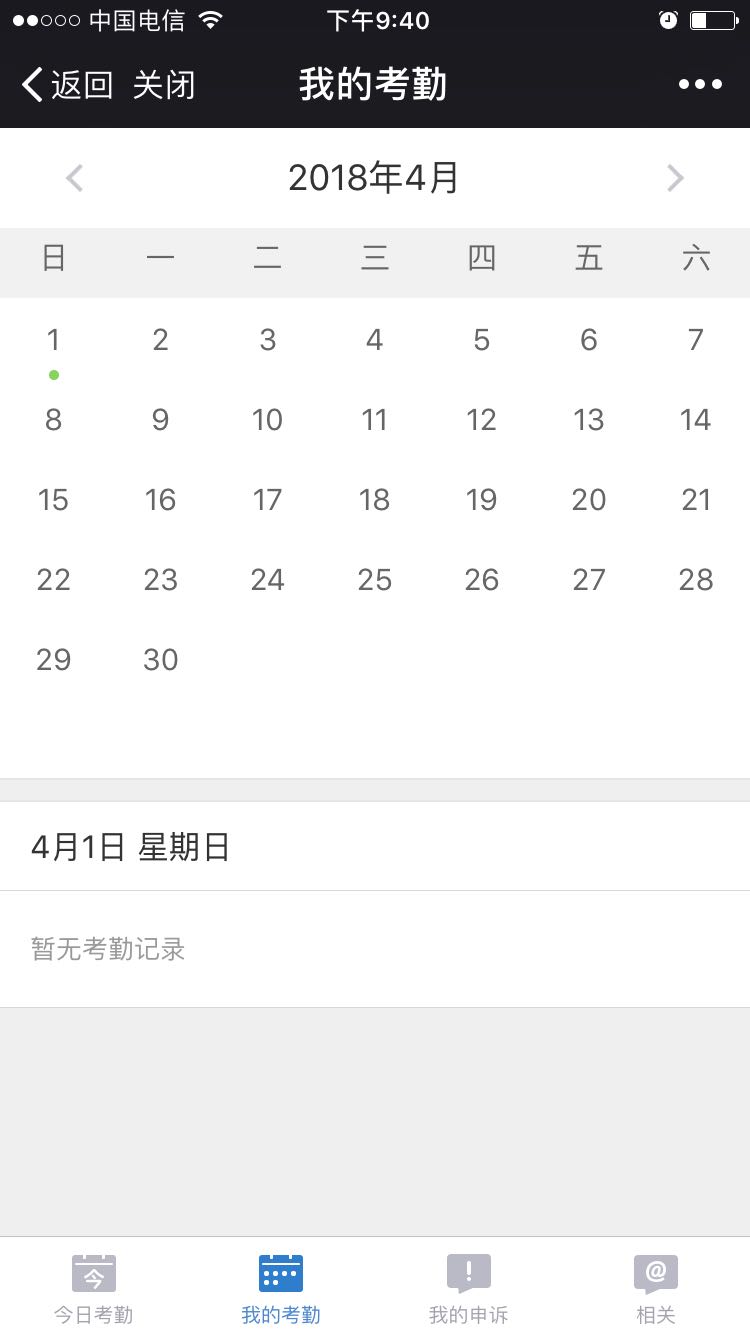 中国电信 下午9:40
返回 关闭 我的考勤
2018年4月
日 一 二 三 四 五 六
1 2 3 4 5 6 7
8 9 10 11 12 13 14
15 16 17 18 19 20 21
22 23 24 25 26 27 28
29 30
4月1日 星期日
暂无考勤记录
今 ! @
今日考勤 我的考勤 我的申诉 相关